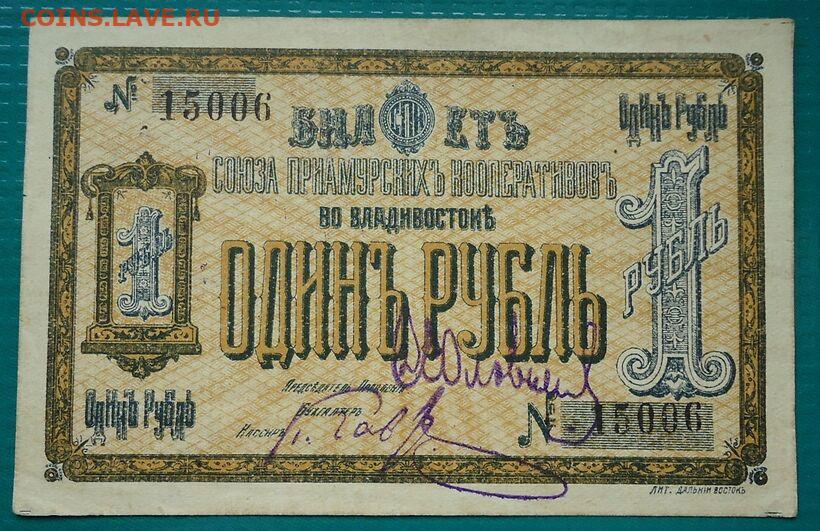 COINS.LAVE.RU
№ 15006
БИЛЕТЪ
Одинъ Рубль
СОЮЗА ПРИАМУРСКИХЪ КООПЕРАТИВОВЪ
ВО ВЛАДИВОСТОКѢ
1
РУБЛЬ
ОДИНЪ РУБЛЬ
1
РУБЛЬ
Предсѣдатель Правленія
Бухгалтеръ
Кассиръ
Одинъ Рубль
№ 15006
ЛИТ. ДАЛЬНІЙ ВОСТОКЪ